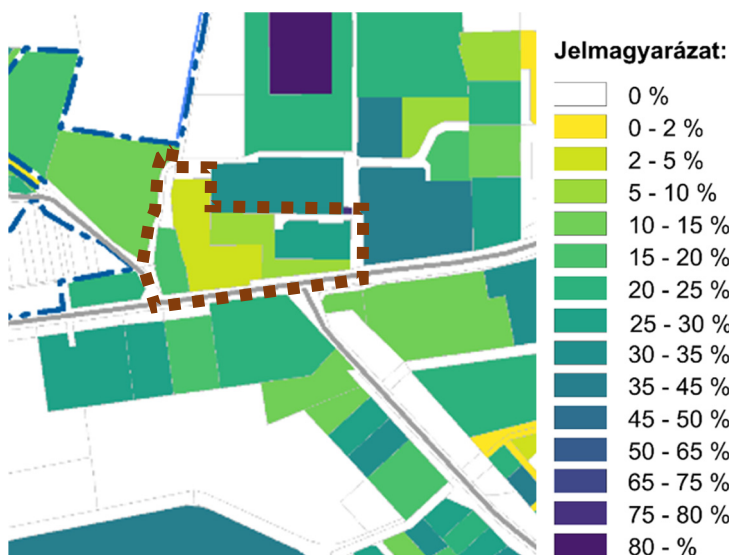 Jelmagyarázat:
0 %
0 - 2 %
2 - 5 %
5 - 10 %
10 - 15 %
15 - 20 %
20 - 25 %
25 - 30 %
30 - 35 %
35 - 45 %
45 - 50 %
50 - 65 %
65 - 75 %
75 - 80 %
80 - %